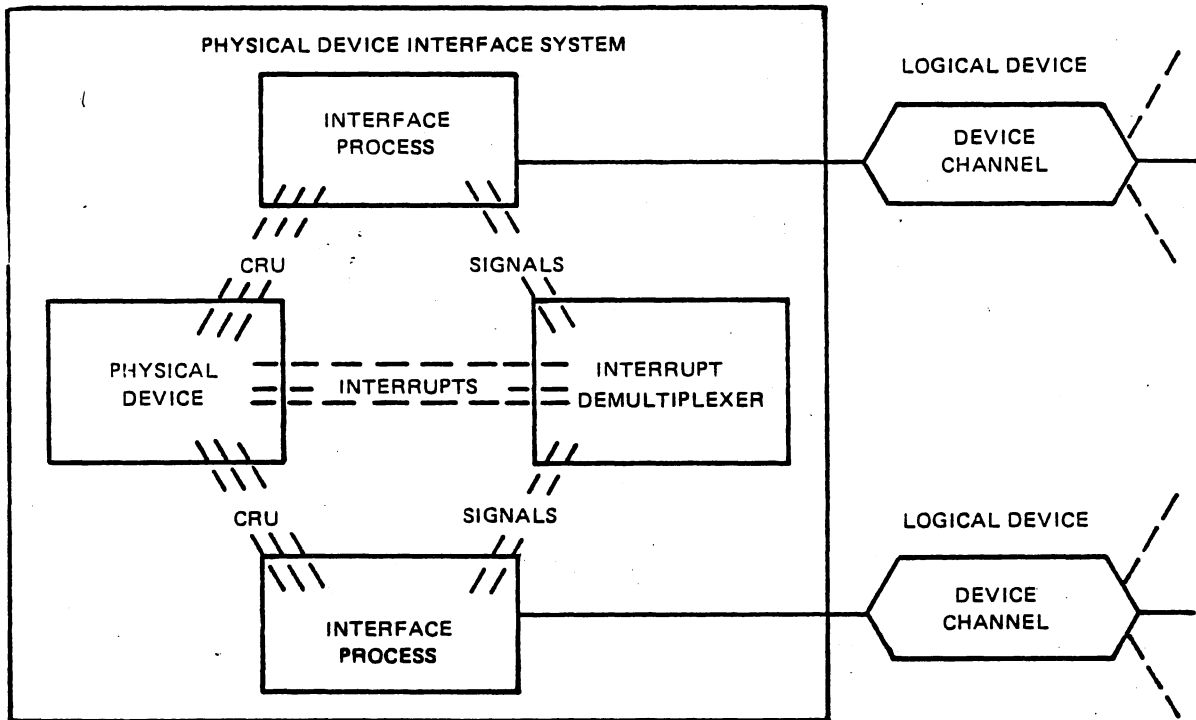 PHYSICAL DEVICE INTERFACE SYSTEM
LOGICAL DEVICE
INTERFACE
PROCESS
DEVICE
CHANNEL
CRU
SIGNALS
PHYSICAL
DEVICE
INTERRUPTS
INTERRUPT
DEMULTIPLEXER
CRU
SIGNALS
LOGICAL DEVICE
INTERFACE
PROCESS
DEVICE
CHANNEL